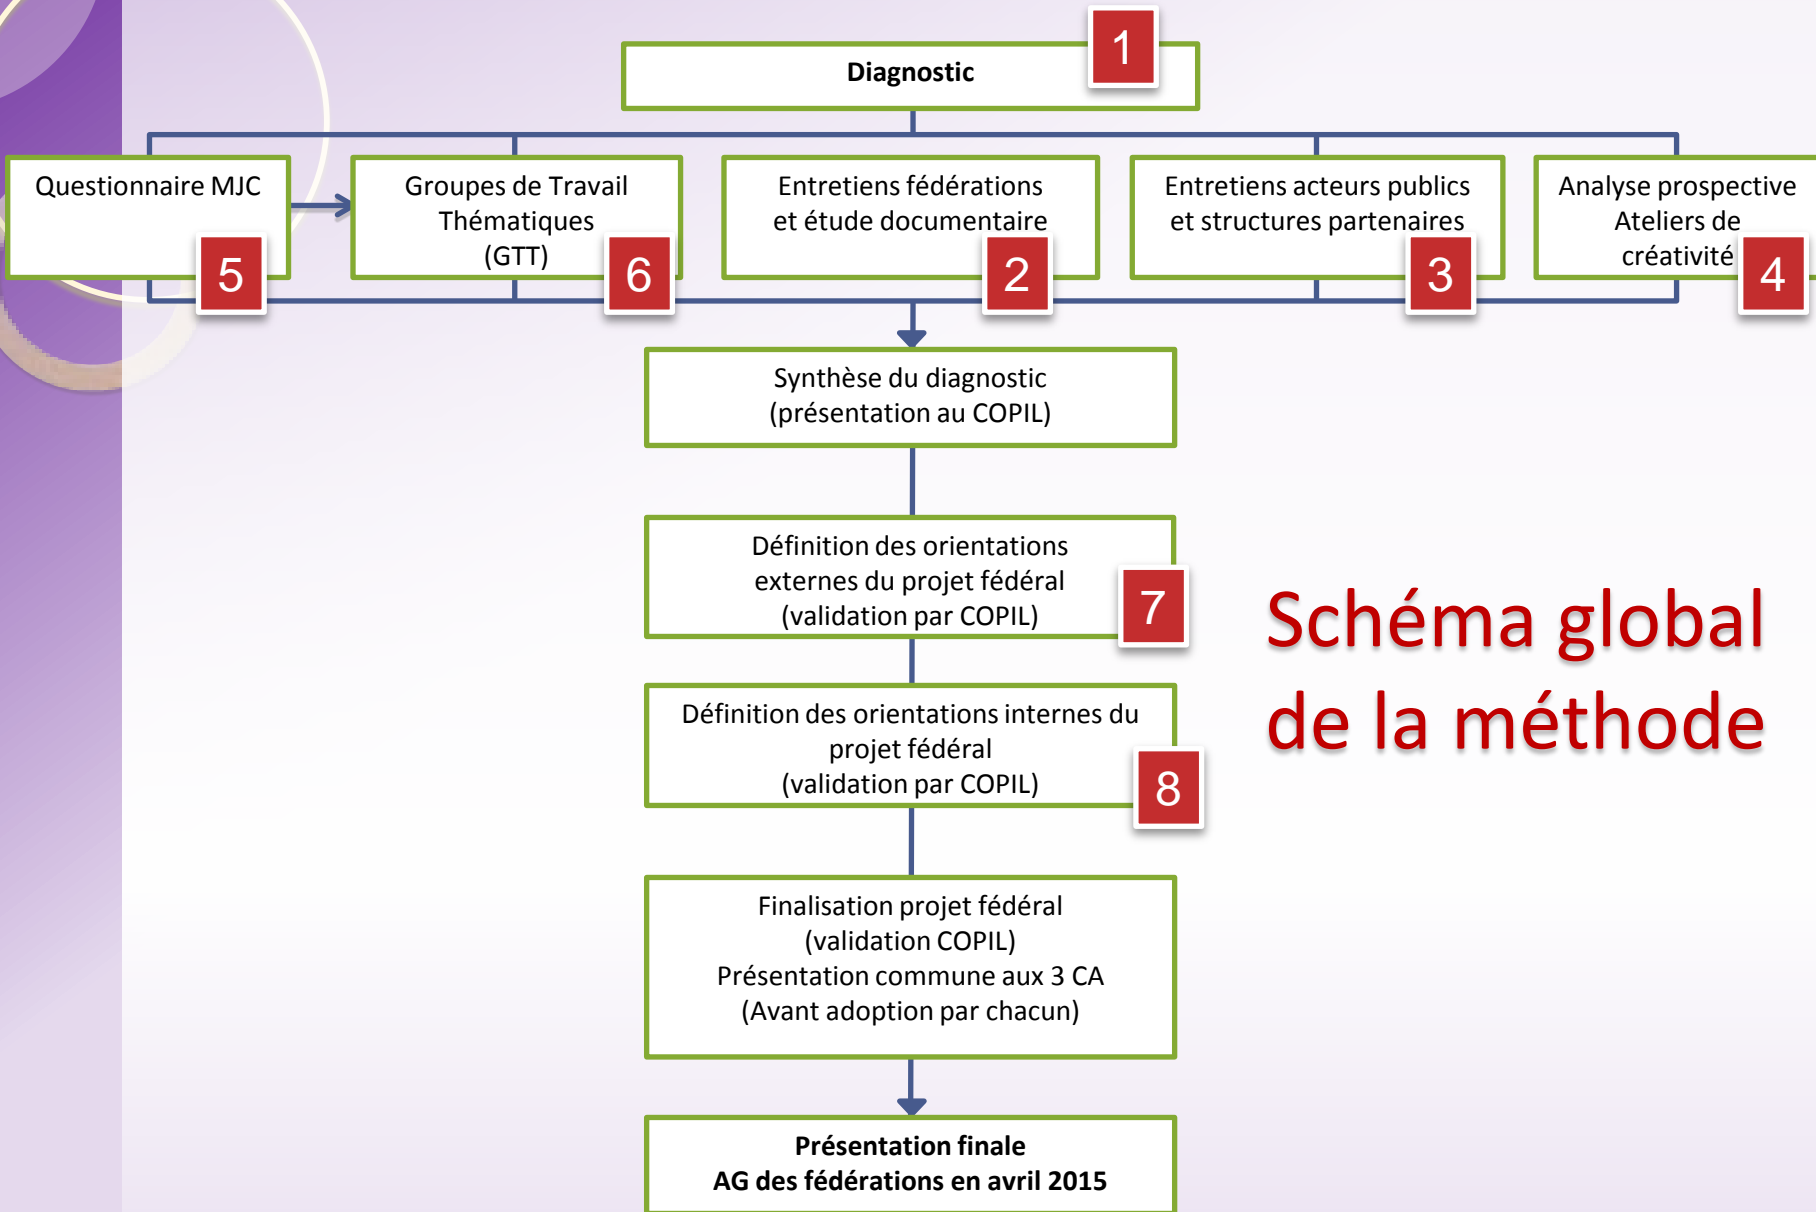 1
Diagnostic
Questionnaire MJC
5
Groupes de Travail
Thématiques
(GTT)
6
Entretiens fédérations
et étude documentaire
2
Entretiens acteurs publics
et structures partenaires
3
Analyse prospective
Ateliers de
créativité
4
Synthèse du diagnostic
(présentation au COPIL)
Définition des orientations
externes du projet fédéral
(validation par COPIL)
7
Définition des orientations internes du
projet fédéral
(validation par COPIL)
8
Schéma global
de la méthode
Finalisation projet fédéral
(validation COPIL)
Présentation commune aux 3 CA
(Avant adoption par chacun)
Présentation finale
AG des fédérations en avril 2015